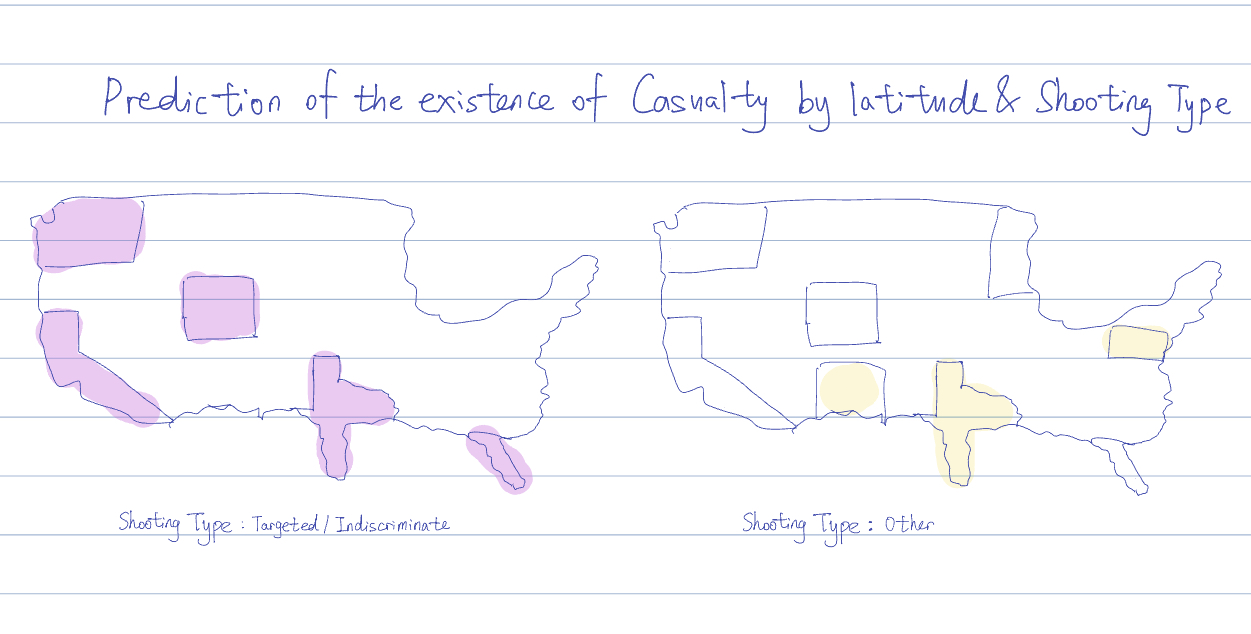 Prediction of the existence of Casualty by latitude & Shooting Type
Shooting Type : Targeted / Indiscriminate
Shooting Type : Other